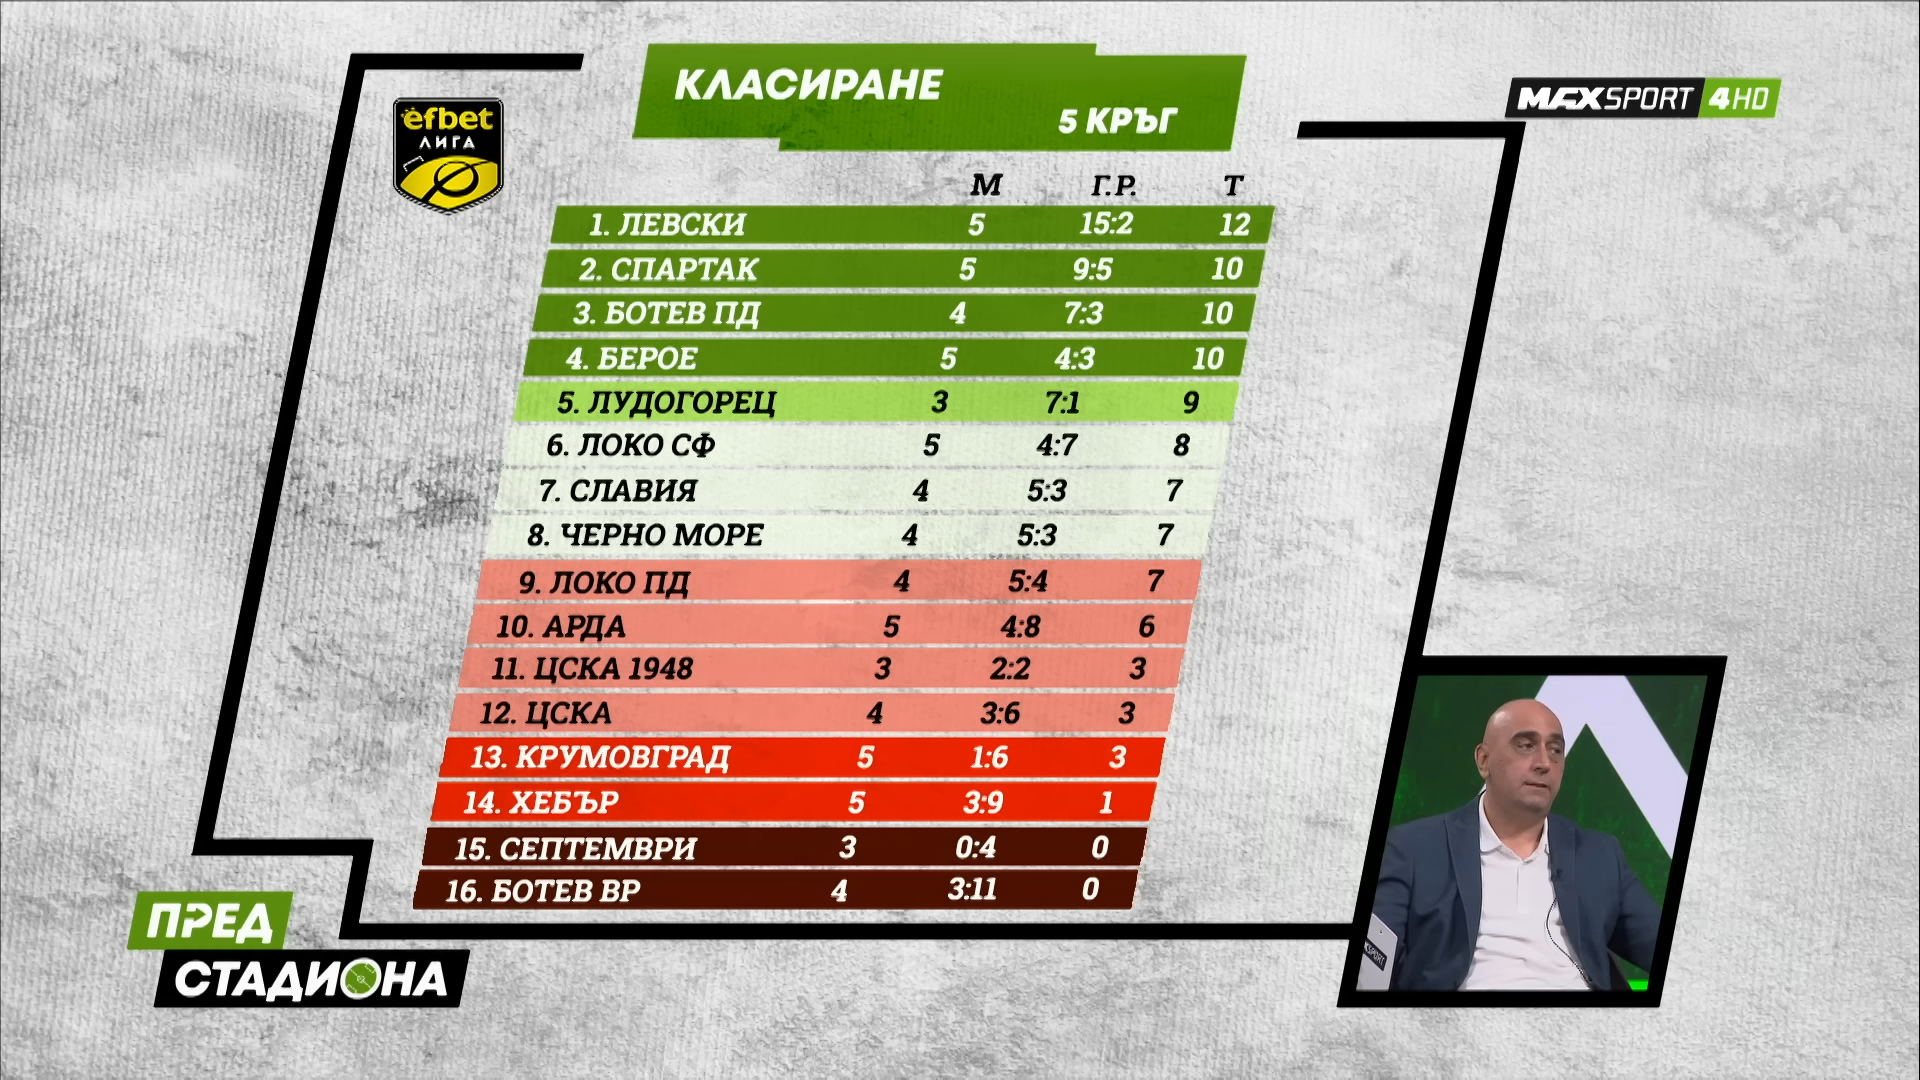 КЛАСИРАНЕ
5 КРЪГ
efbet
ЛИГА
MAXSPORT 4HD
М Г.Р. Т
1. ЛЕВСКИ 5 15:2 12
2. СПАРТАК 5 9:5 10
3. БОТЕВ ПД 4 7:3 10
4. БЕРОЕ 5 4:3 10
5. ЛУДОГОРЕЦ 3 7:1 9
6. ЛОКО СФ 5 4:7 8
7. СЛАВИЯ 4 5:3 7
8. ЧЕРНО МОРЕ 4 5:3 7
9. ЛОКО ПД 4 5:4 7
10. АРДА 5 4:8 6
11. ЦСКА 1948 3 2:2 3
12. ЦСКА 4 3:6 3
13. КРУМОВГРАД 5 1:6 3
14. ХЕБЪР 5 3:9 1
15. СЕПТЕМВРИ 3 0:4 0
16. БОТЕВ ВР 4 3:11 0
ПРЕД
СТАДИОНА